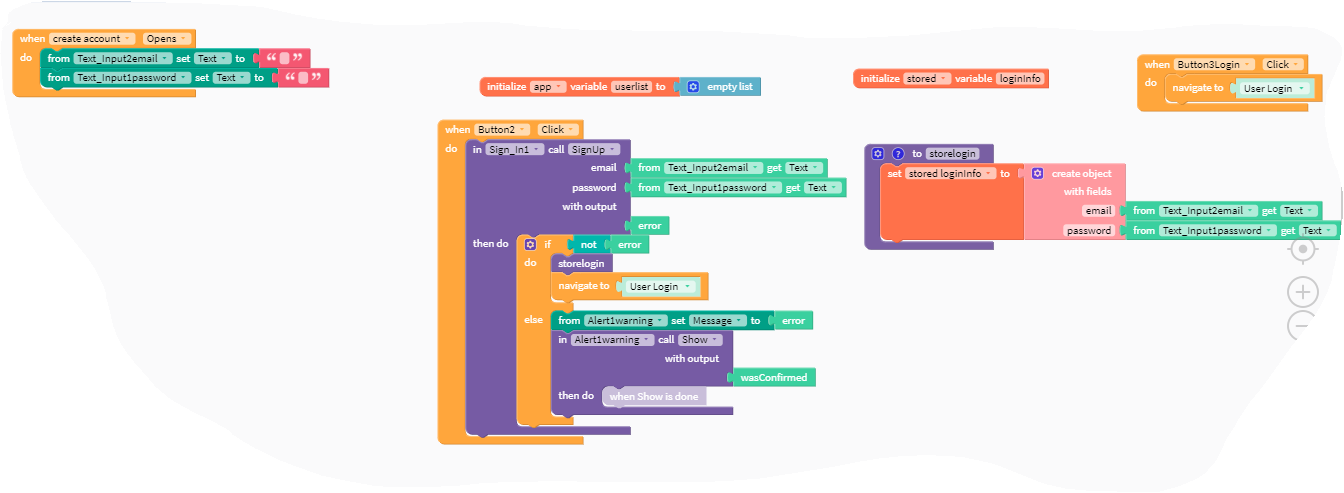 when create account Opens
do from Text_Input2email set Text to “ ”
from Text_Input1password set Text to “ ”
initialize app variable userlist to empty list
initialize stored variable loginInfo
when Button3Login Click
do navigate to User Login
when Button2 Click
do in Sign_In1 call SignUp
email from Text_Input2email get Text
password from Text_Input1password get Text
with output
error
then do if not error
do storelogin
navigate to User Login
else from Alert1warning set Message to error
in Alert1warning call Show
with output
wasConfirmed
then do when Show is done
? to storelogin
set stored loginInfo to create object
with fields
email from Text_Input2email get Text
password from Text_Input1password get Text